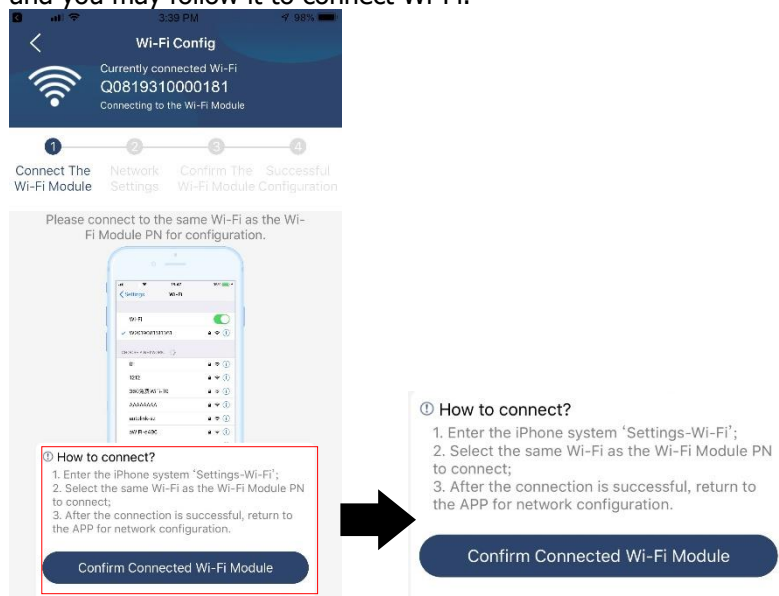 and you may follow it to connect Wi-Fi.
3:39 PM 98%
Wi-Fi Config
Currently connected Wi-Fi
Q0819310000181
Connecting to the Wi-Fi Module
1 2 3 4
Connect The Network Confirm The Successful
Wi-Fi Module Settings Wi-Fi Module Configuration
Please connect to the same Wi-Fi as the Wi-
Fi Module PN for configuration.
Settings Wi-Fi
Wi-Fi
AAAAAAAA
How to connect?
1. Enter the iPhone system ‘Settings-Wi-Fi’;
2. Select the same Wi-Fi as the Wi-Fi Module PN
to connect;
3. After the connection is successful, return to
the APP for network configuration.
Confirm Connected Wi-Fi Module
How to connect?
1. Enter the iPhone system ‘Settings-Wi-Fi’;
2. Select the same Wi-Fi as the Wi-Fi Module PN
to connect;
3. After the connection is successful, return to
the APP for network configuration.
Confirm Connected Wi-Fi Module